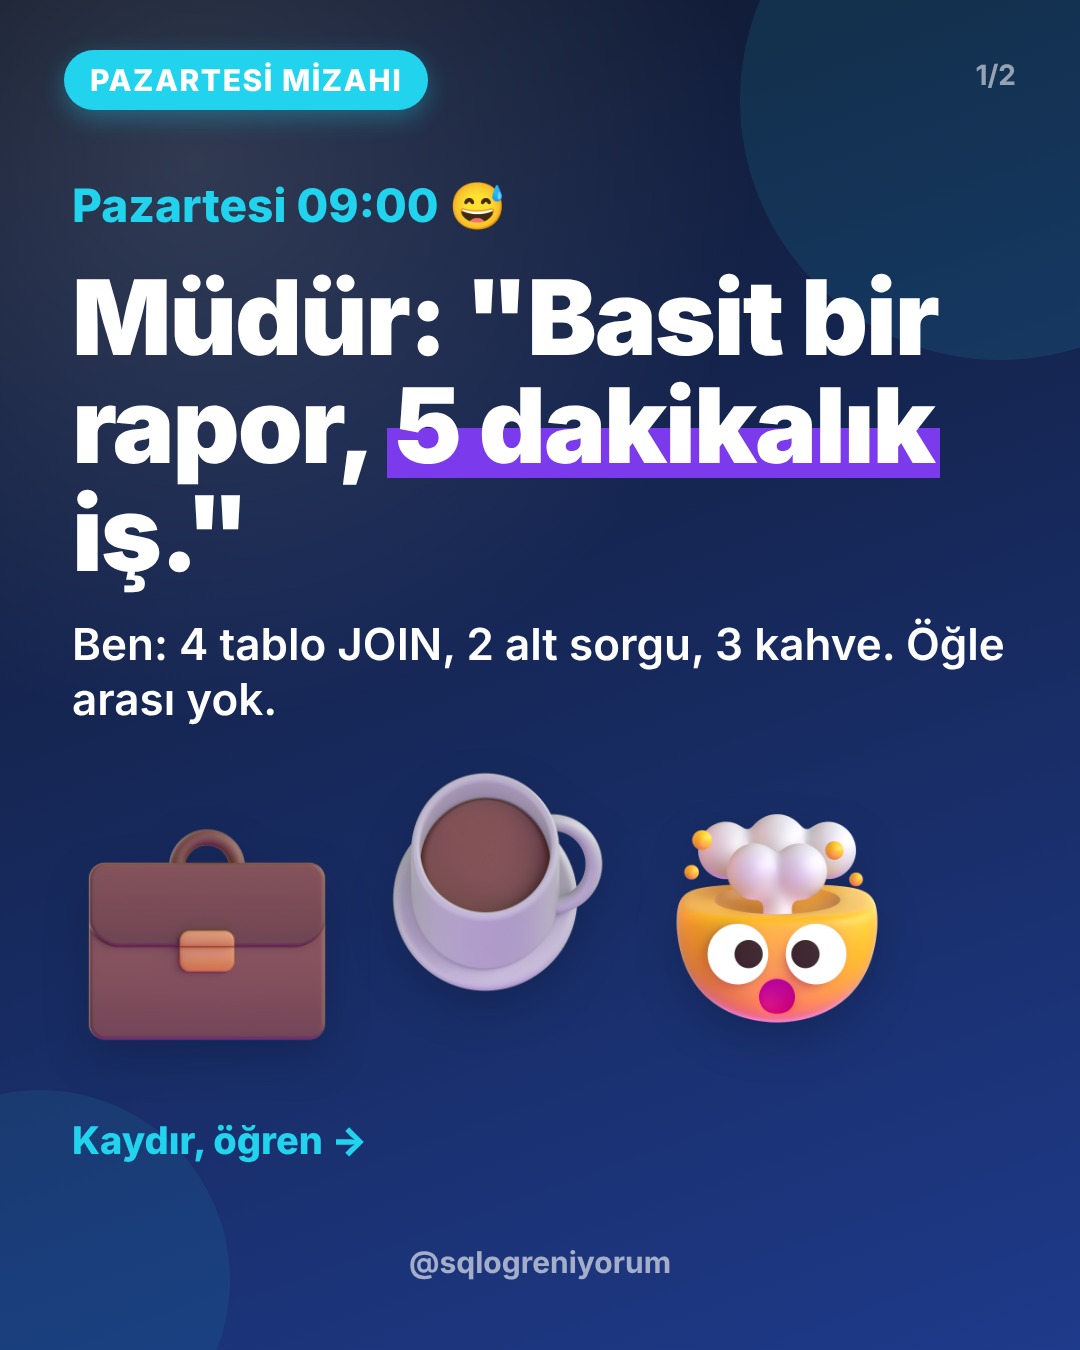 PAZARTESİ MİZAHI
1/2
Pazartesi 09:00 😅
Müdür: "Basit bir
rapor, 5 dakikalık
iş."
Ben: 4 tablo JOIN, 2 alt sorgu, 3 kahve. Öğle
arası yok.
Kaydır, öğren →
@sqlogreniyorum